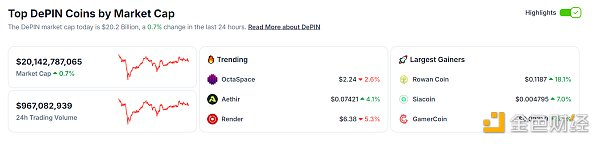 Top DePIN Coins by Market Cap
Highlights
The DePIN market cap today is $20.2 Billion, a 0.7% change in the last 24 hours. Read More about DePIN
$20,142,787,065
Market Cap ▲ 0.7%
$967,082,939
24h Trading Volume
Trending
OctaSpace $2.24 ▼ 2.6%
Aethir $0.07421 ▲ 4.1%
Render $6.38 ▼ 5.3%
Largest Gainers
Rowan Coin $0.1187 ▲ 18.1%
Siacoin $0.004795 ▲ 7.0%
GamerCoin
金色财经